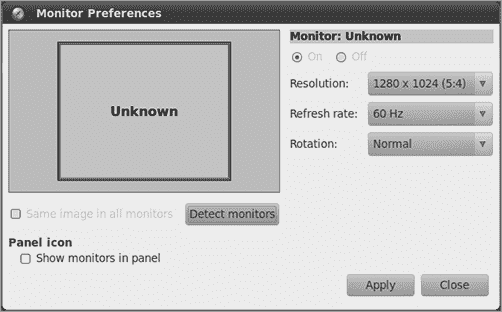 Monitor Preferences
Unknown
Monitor: Unknown
On Off
Resolution: 1280 x 1024 (5:4)
Refresh rate: 60 Hz
Rotation: Normal
Same image in all monitors Detect monitors
Panel icon
Show monitors in panel
Apply Close